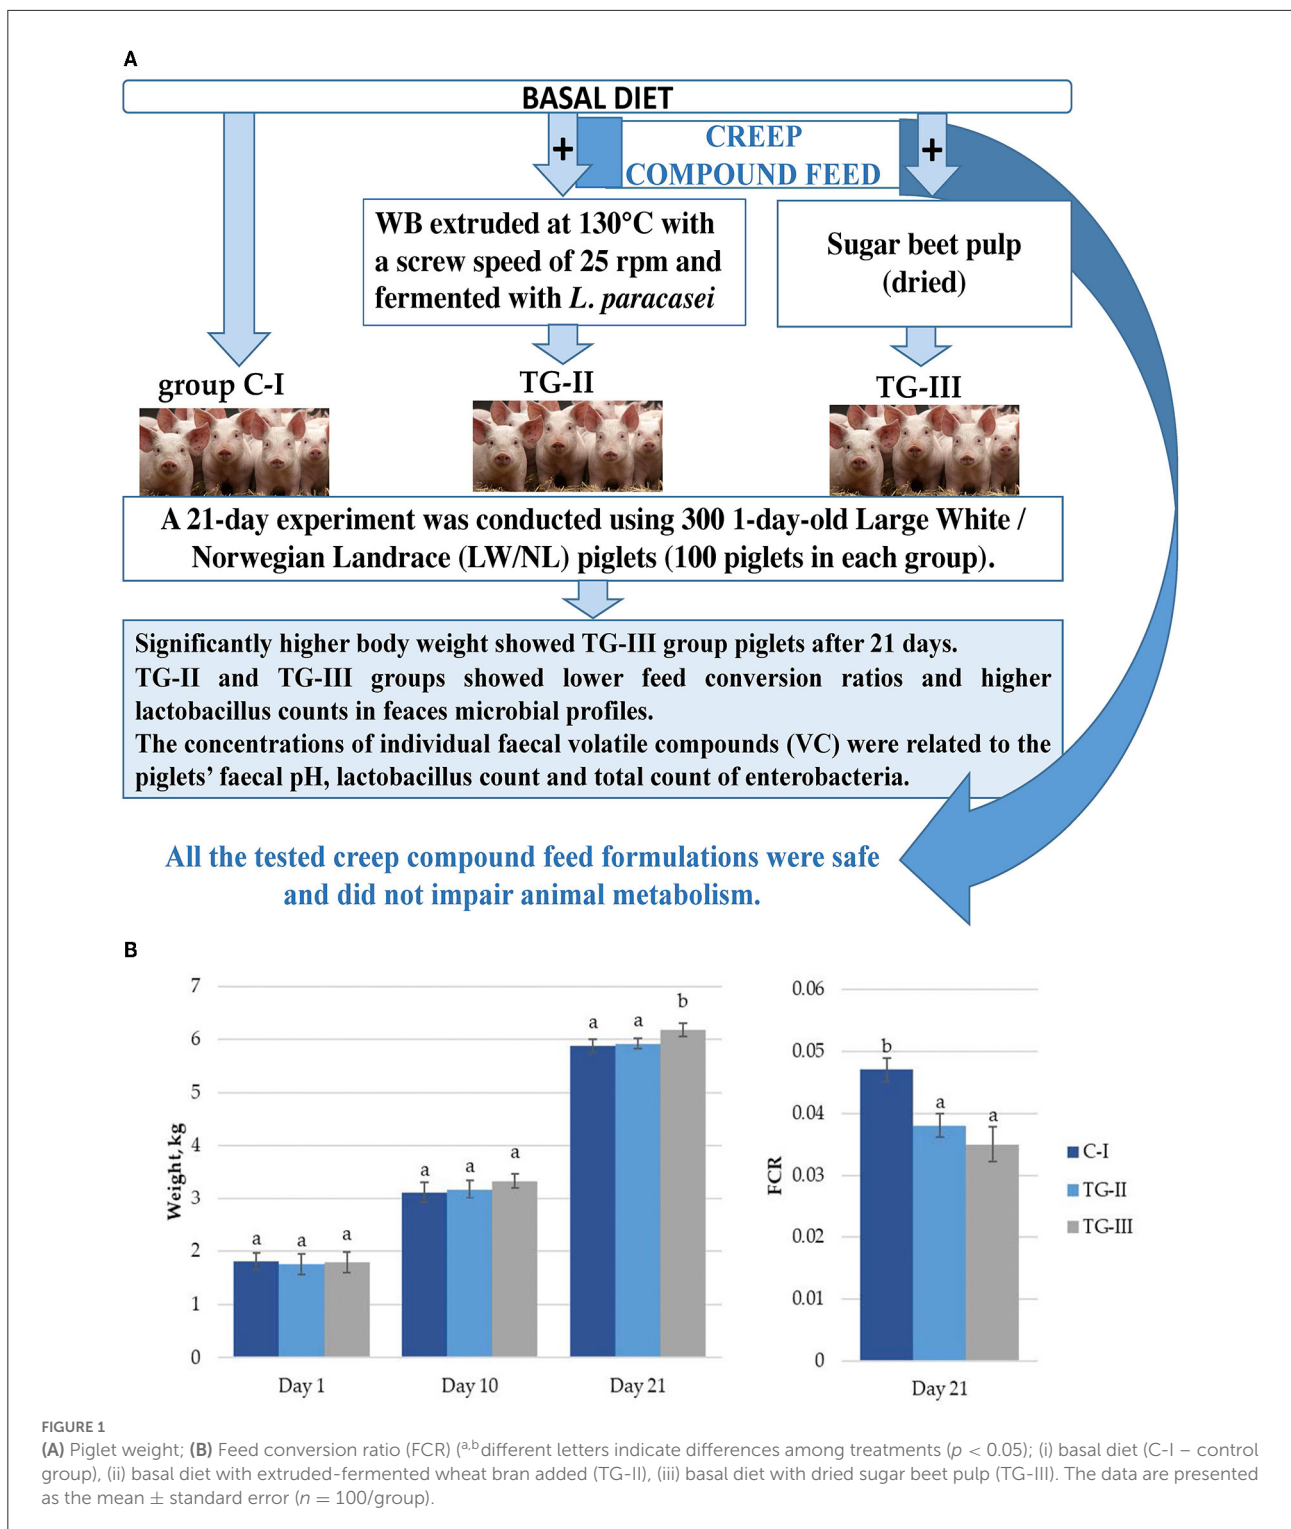 A
BASAL DIET
+
CREEP
COMPOUND FEED
+
WB extruded at 130°C with
a screw speed of 25 rpm and
fermented with L. paracasei
Sugar beet pulp
(dried)
group C-I
TG-II
TG-III
A 21-day experiment was conducted using 300 1-day-old Large White /
Norwegian Landrace (LW/NL) piglets (100 piglets in each group).
Significantly higher body weight showed TG-III group piglets after 21 days.
TG-II and TG-III groups showed lower feed conversion ratios and higher
lactobacillus counts in feaces microbial profiles.
The concentrations of individual faecal volatile compounds (VC) were related to the
piglets’ faecal pH, lactobacillus count and total count of enterobacteria.
All the tested creep compound feed formulations were safe
and did not impair animal metabolism.
B
7
6
5
4
3
2
1
0
Weight,kg
a a a
a a a
a a b
Day 1 Day 10 Day 21
0.06
0.05
0.04
0.03
0.02
0.01
0
FCR
b a a
Day 21
C-I
TG-II
TG-III
FIGURE 1
(A) Piglet weight; (B) Feed conversion ratio (FCR) (a,b different letters indicate differences among treatments (p < 0.05); (i) basal diet (C-I – control
group), (ii) basal diet with extruded-fermented wheat bran added (TG-II), (iii) basal diet with dried sugar beet pulp (TG-III). The data are presented
as the mean ± standard error (n = 100/group).